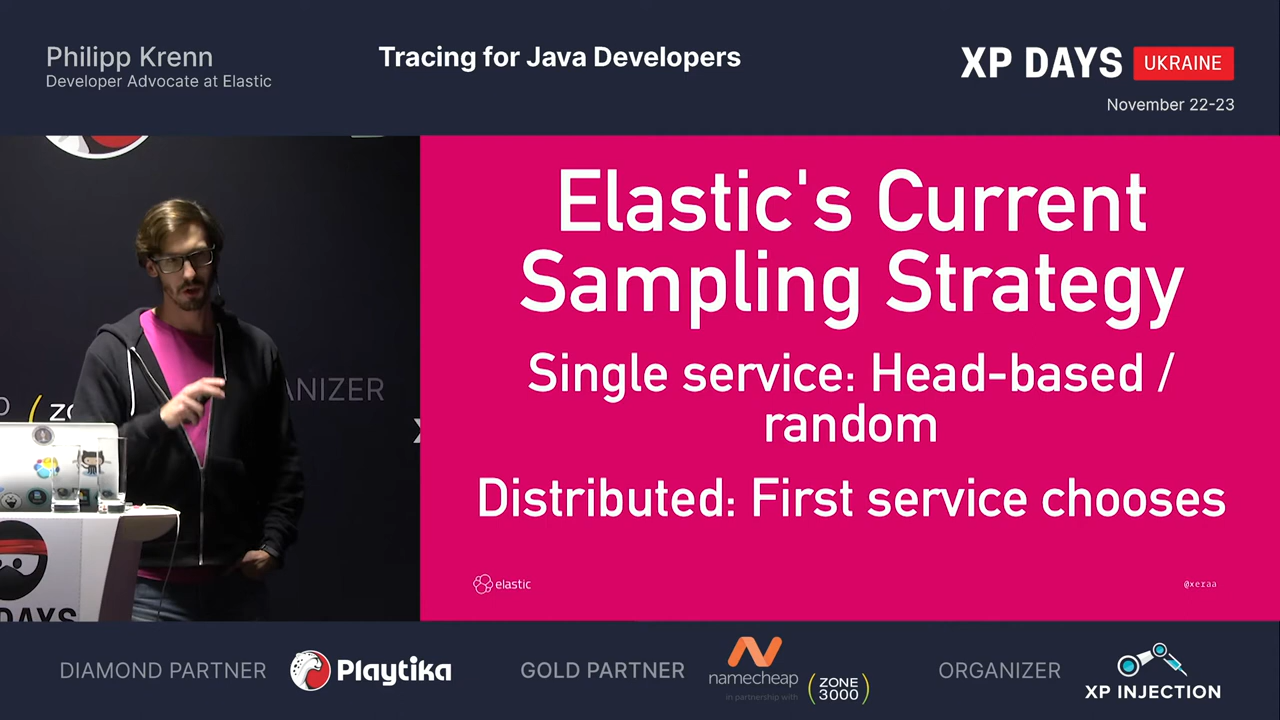 Philipp Krenn
Developer Advocate at Elastic
Tracing for Java Developers
XP DAYS UKRAINE
November 22-23
ANIZER
Elastic's Current
Sampling Strategy
Single service: Head-based /
random
Distributed: First service chooses
elastic
@xeraa
DAYS
DIAMOND PARTNER
Playtika
GOLD PARTNER
namecheap
in partnership with
ZONE
3000
ORGANIZER
XP INJECTION